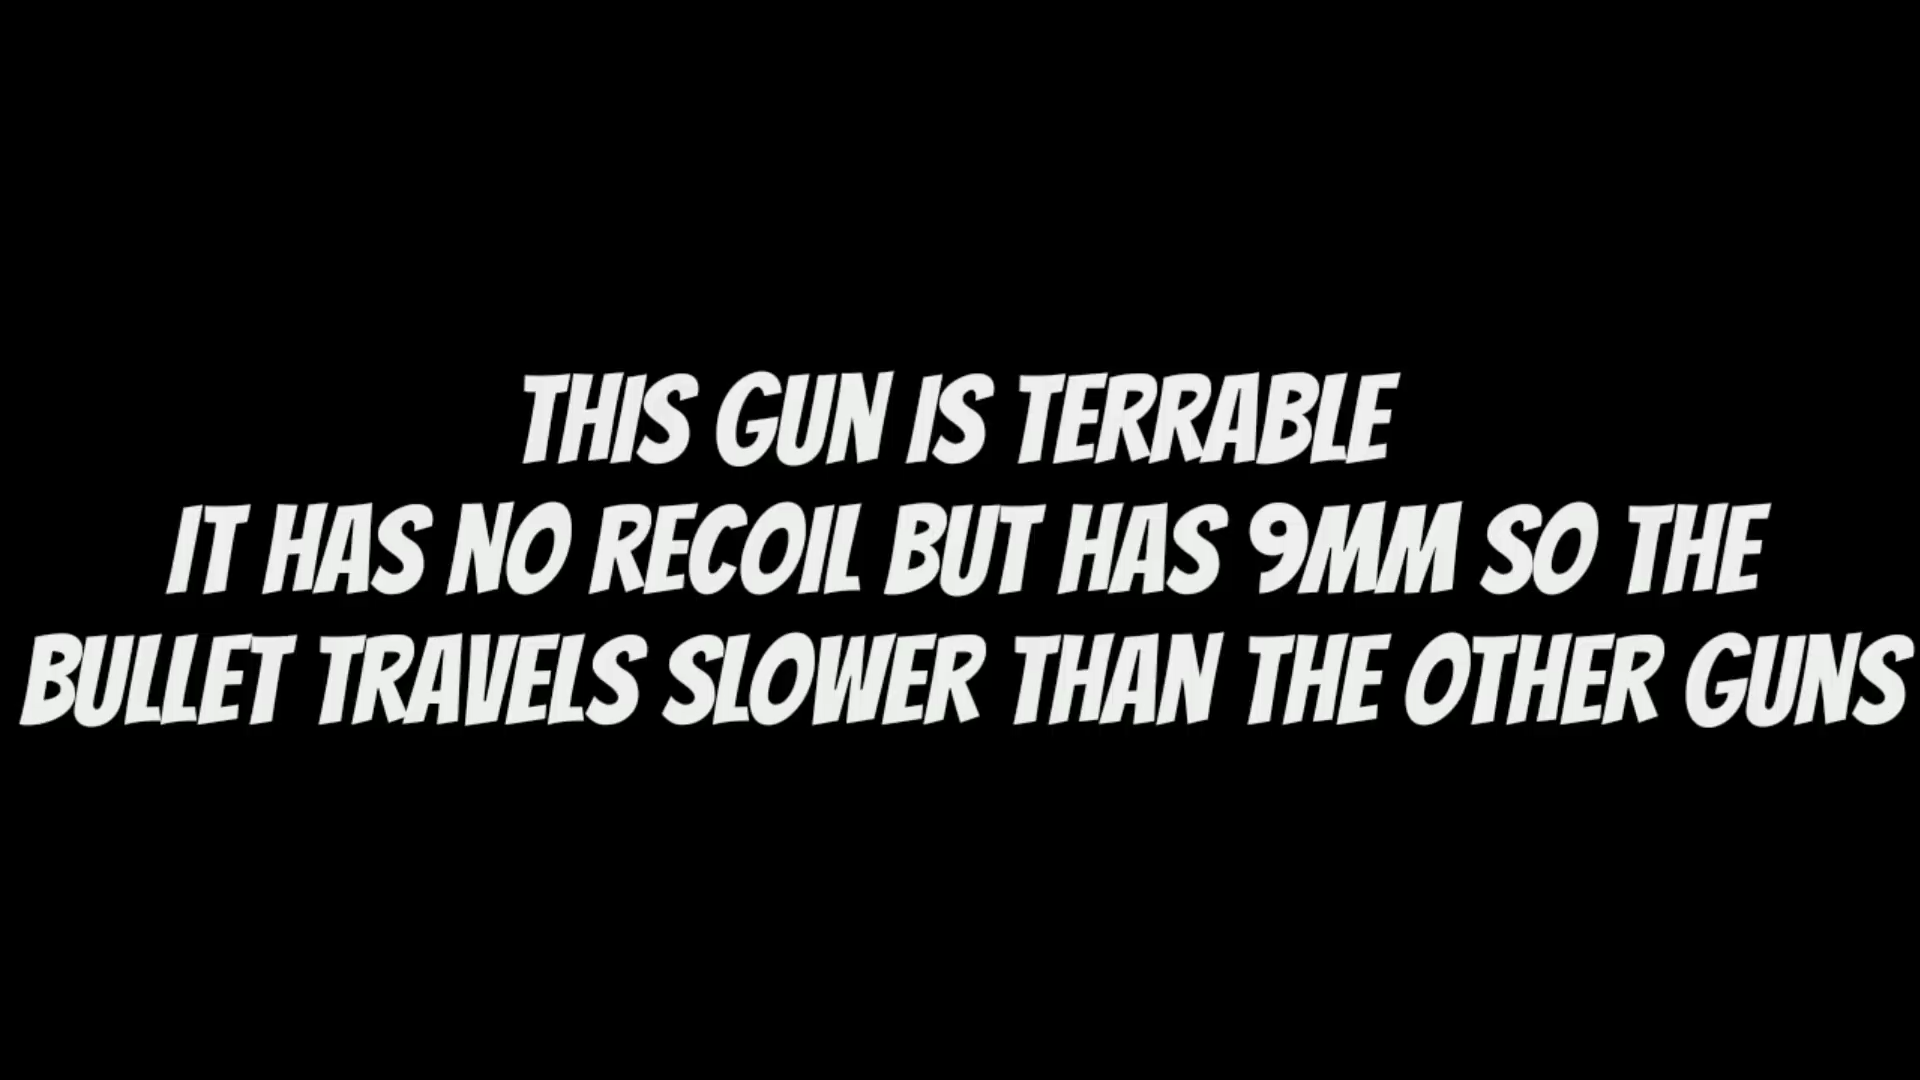 THIS GUN IS TERRABLE
IT HAS NO RECOIL BUT HAS 9MM SO THE
BULLET TRAVELS SLOWER THAN THE OTHER GUNS